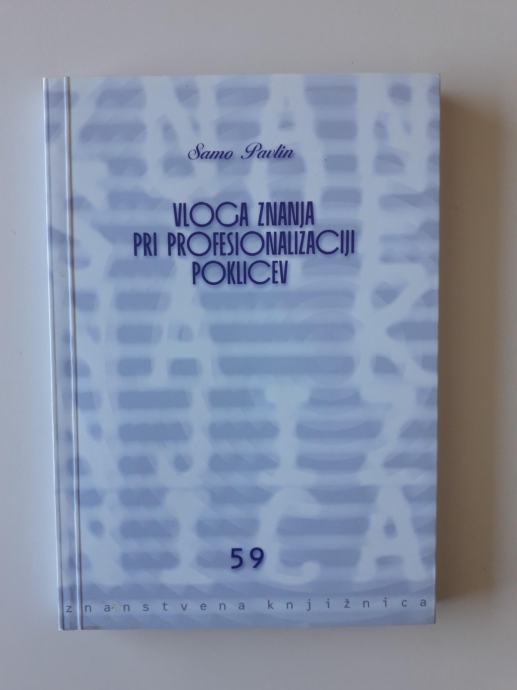 Samo Pavlin
VLOGA ZNANJA
PRI PROFESIONALIZACIJI
POKLICEV
59
znanstvena knjižnica